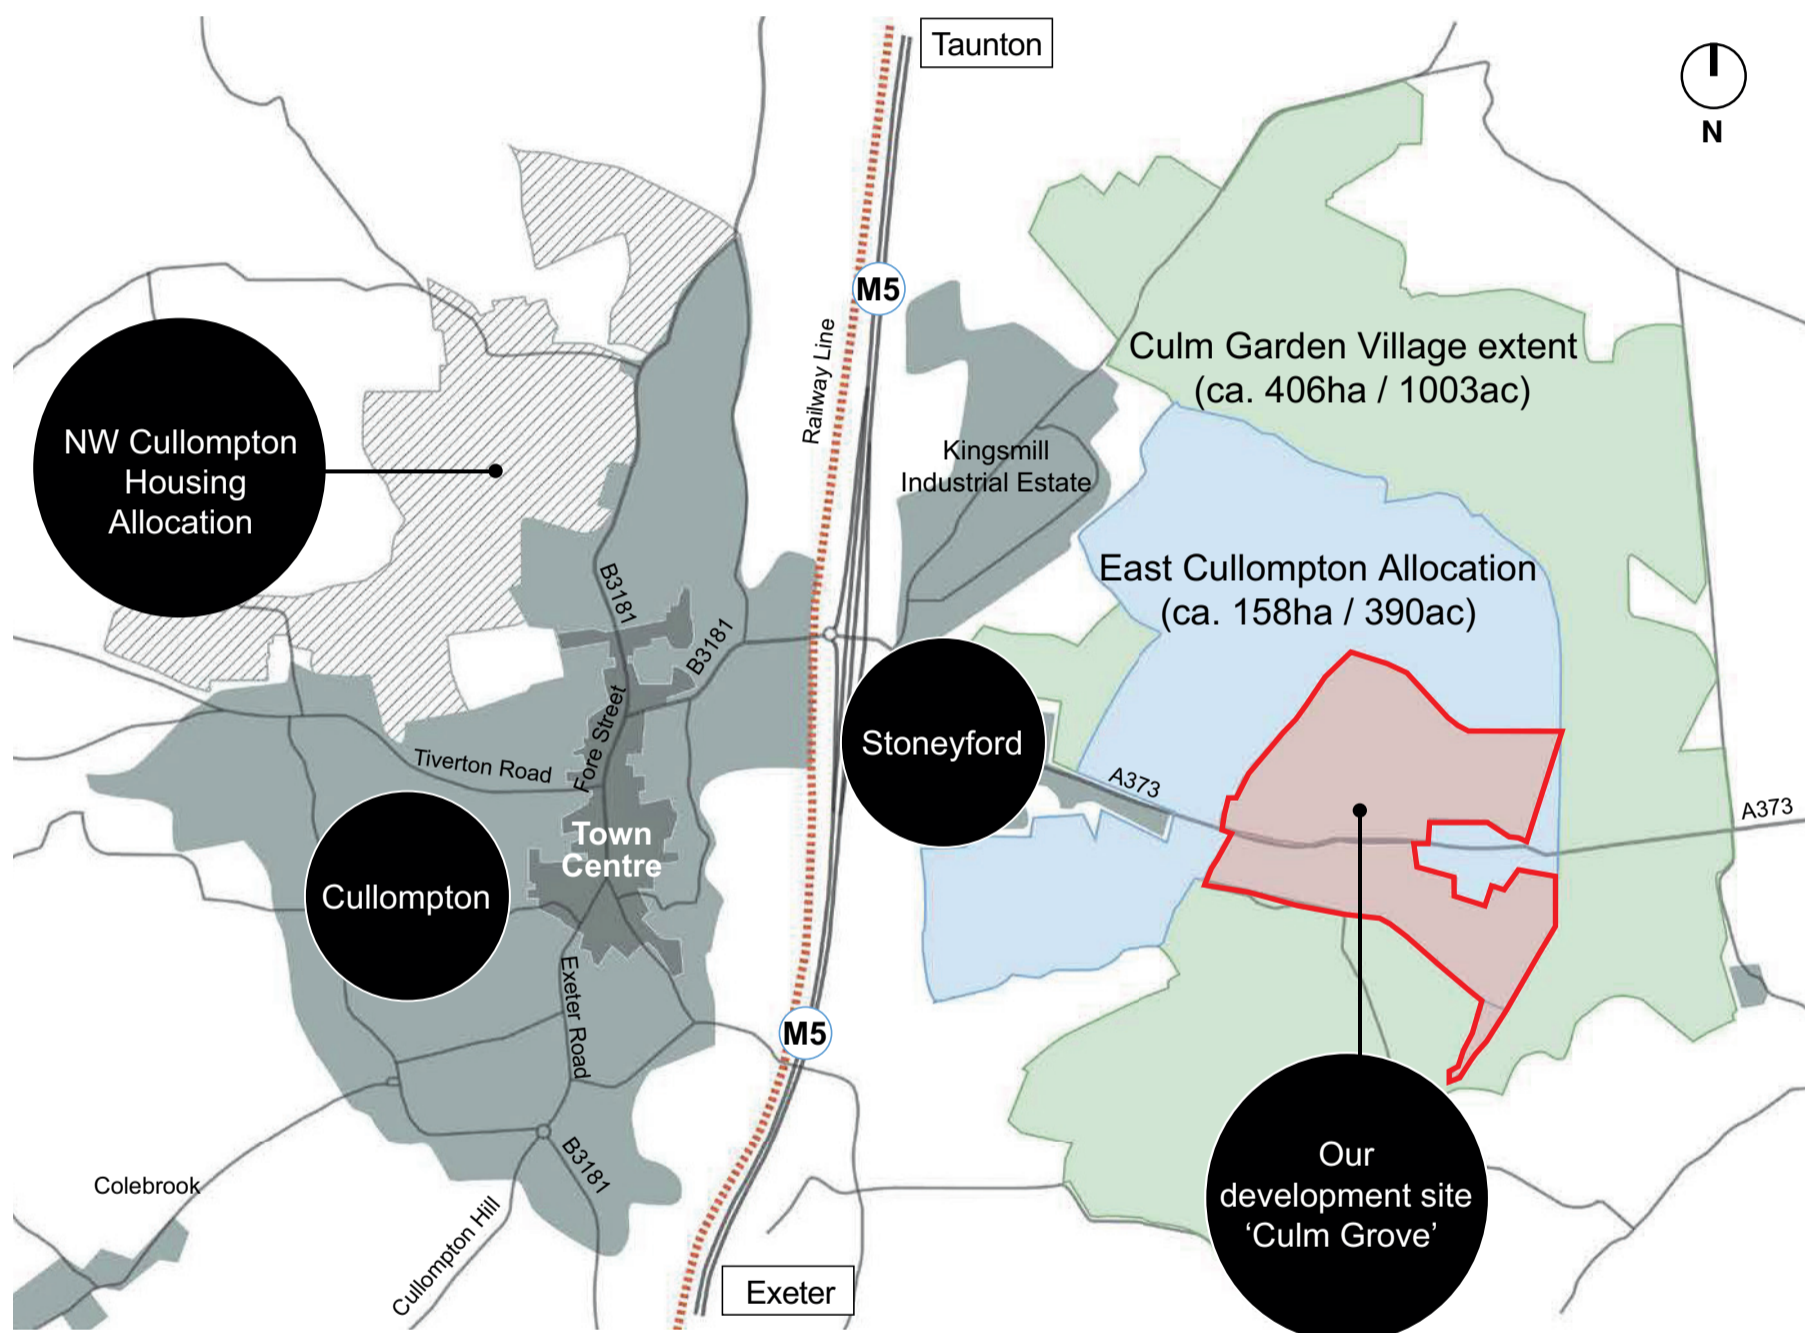 Taunton
N
M5
Railway Line
Culm Garden Village extent
(ca. 406ha / 1003ac)
NW Cullompton
Housing
Allocation
Kingsmill
Industrial Estate
East Cullompton Allocation
(ca. 158ha / 390ac)
B3181
B3181
Fore Street
Stoneyford
Tiverton Road
A373
A373
Town
Centre
Cullompton
Exeter Road
M5
B3181
Colebrook
Cullompton Hill
Exeter
Our
development site
‘Culm Grove’